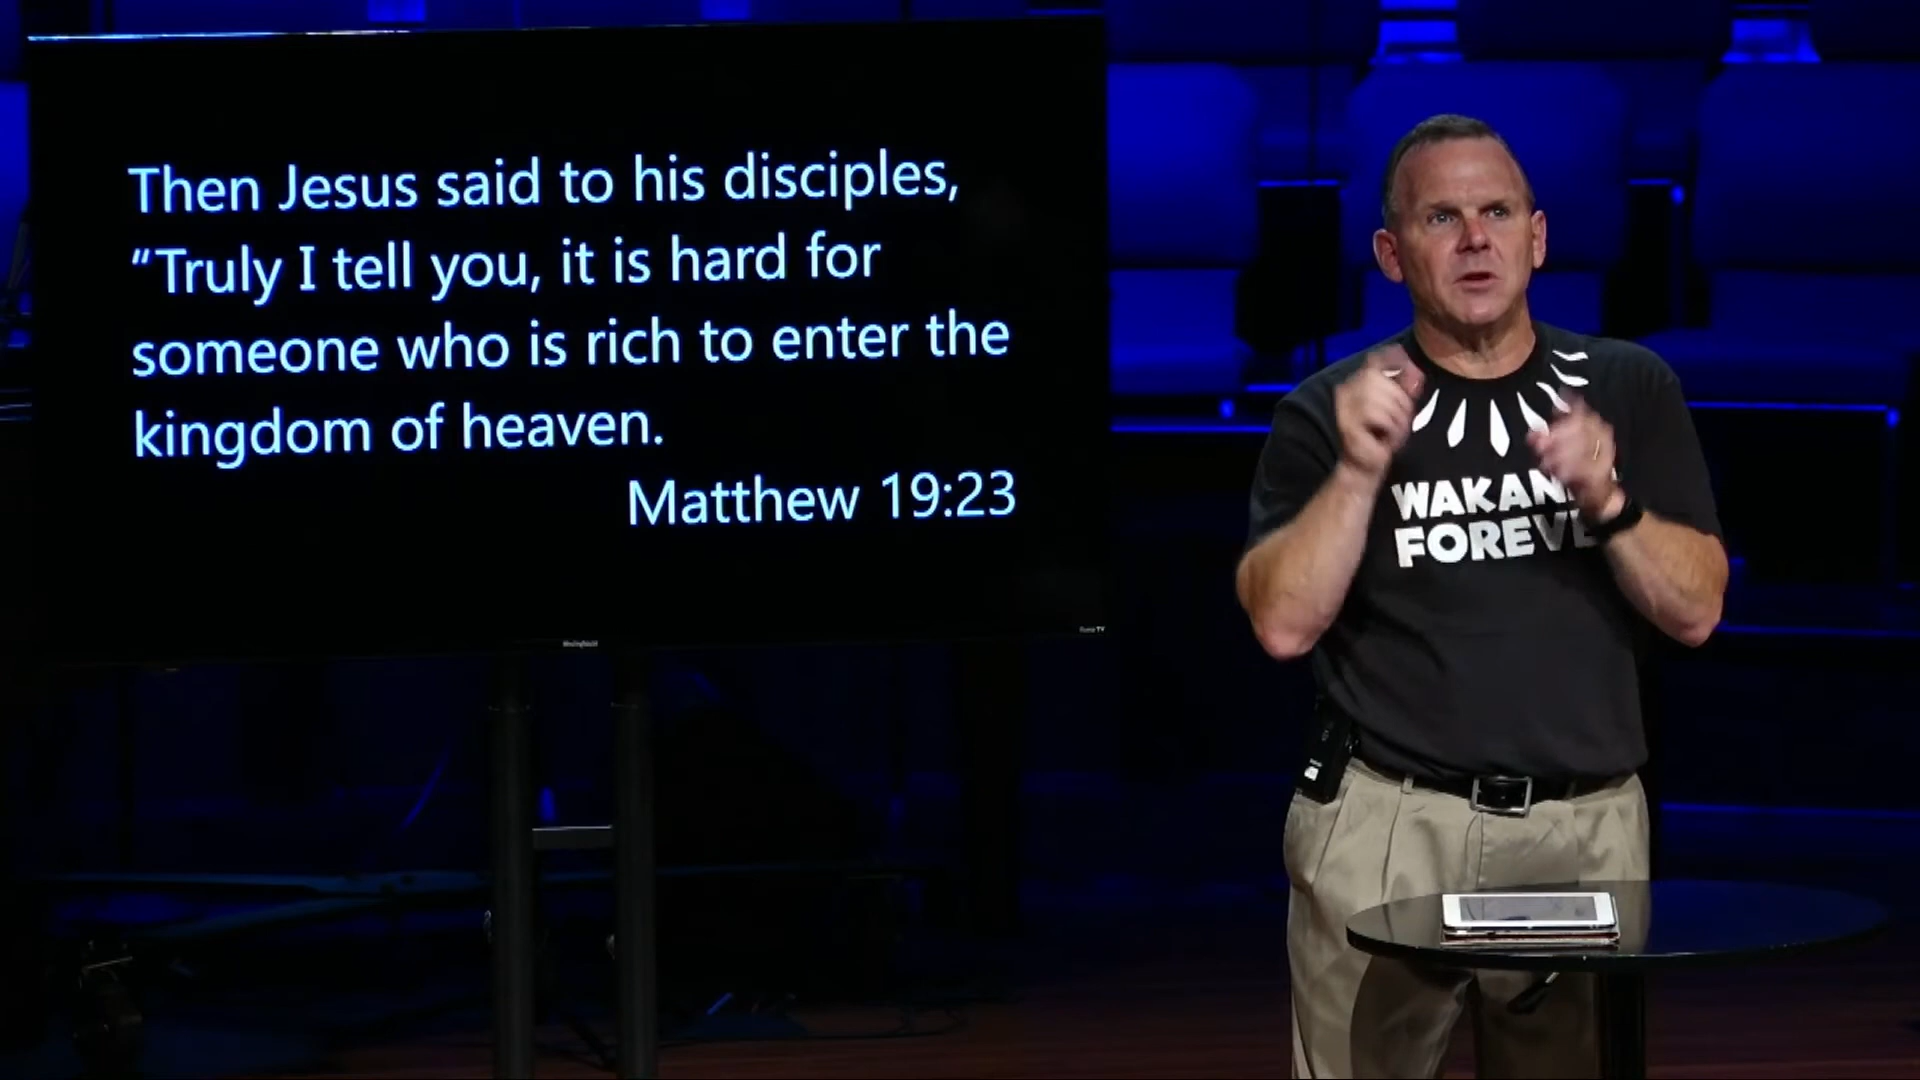 Then Jesus said to his disciples,
“Truly I tell you, it is hard for
someone who is rich to enter the
kingdom of heaven.
Matthew 19:23
WAKAN
FOREVE